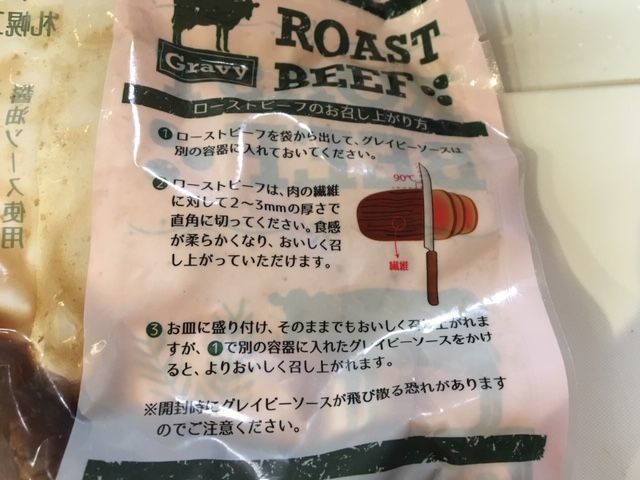 Gravy
ROAST
BEEF
ローストビーフのお召し上がり方
1 ローストビーフを袋から出して、グレイビーソースは
別の容器に入れておいてください。
2 ローストビーフは、肉の繊維
に対して2～3mmの厚さで
直角に切ってください。食感
が柔らかくなり、おいしく召
し上がっていただけます。
90℃
繊維
3 お皿に盛り付け、そのままでもおいしく召し上がれま
すが、1で別の容器に入れたグレイビーソースをかけ
ると、よりおいしく召し上がれます。
※開封時にグレイビーソースが飛び散る恐れがあります
のでご注意ください。
札幌
醤油ソース使用